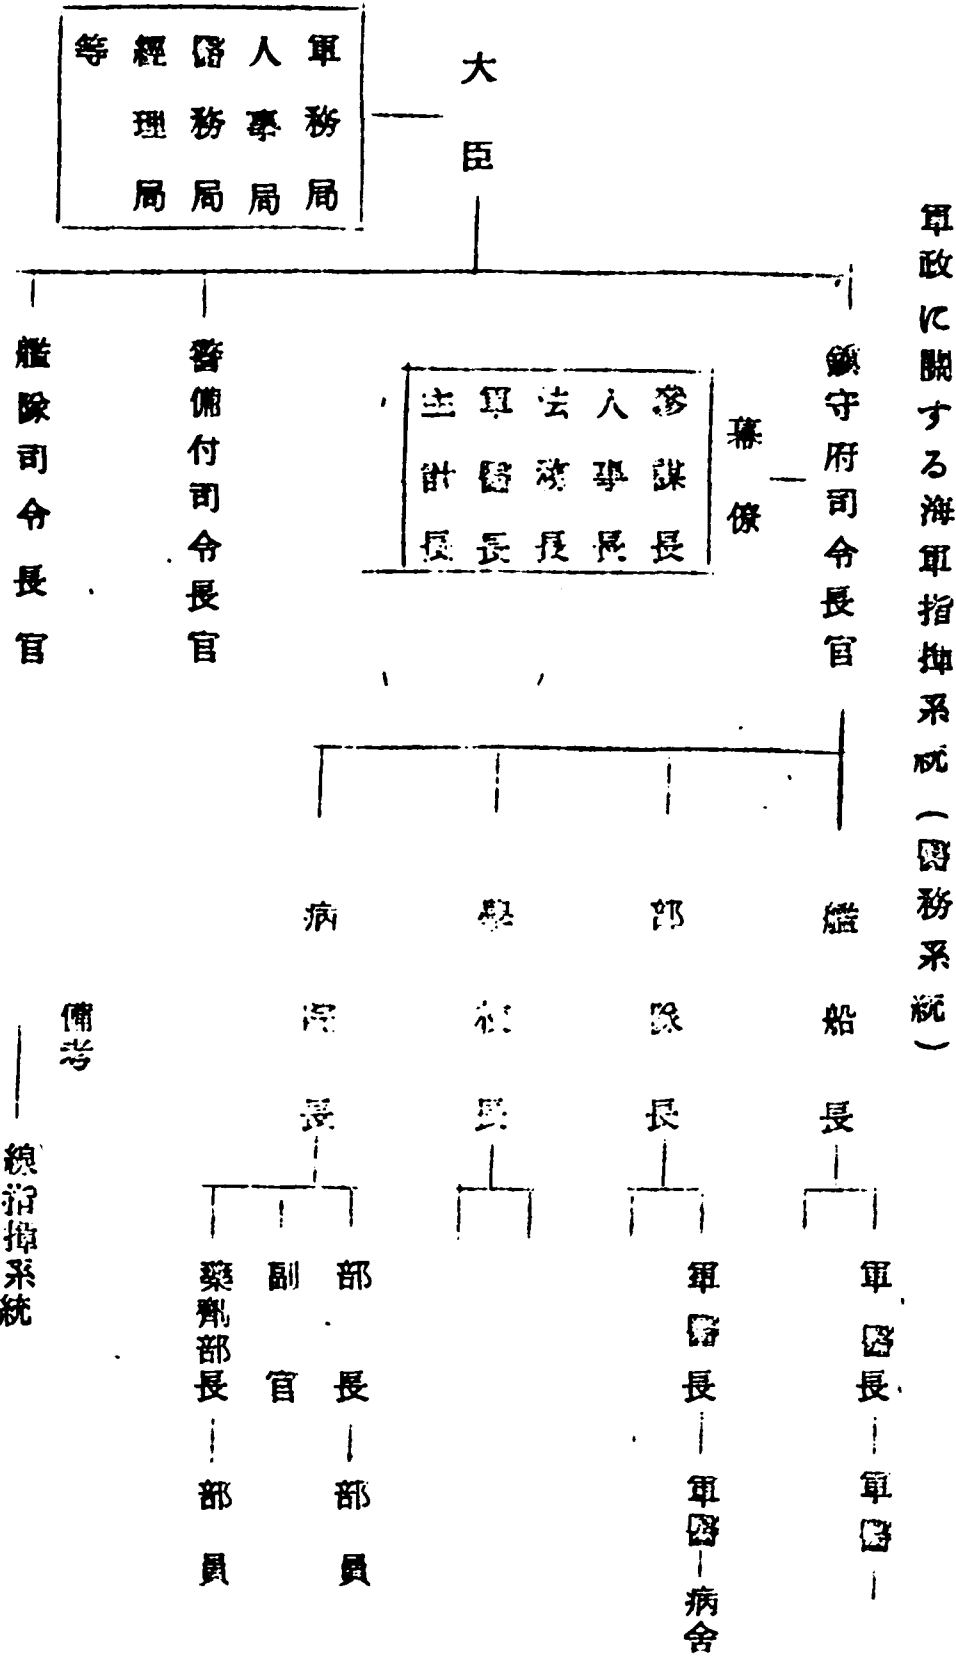 軍政に關する海軍指揮系統（醫務系統）
大臣
軍務局
人事局
醫務局
經理局
等
鎮守府司令長官
幕僚
參謀長
人事長
法務長
軍醫長
主計長
警備付司令長官
艦隊司令長官
艦船長
軍醫長
軍醫
部隊長
軍醫長
軍醫
病舍
學校長
病院長
部長
部員
副官
藥劑部長
部員
備考
線指揮系統